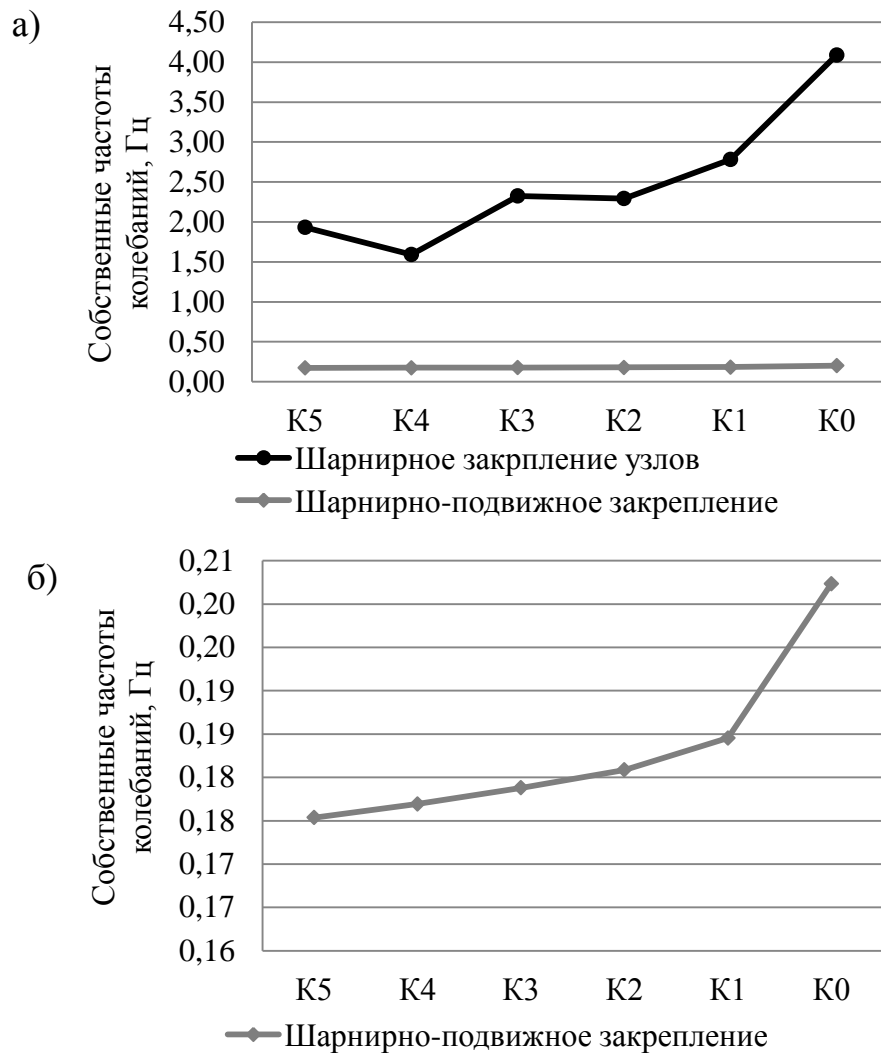 а)
Собственные частоты
колебаний, Гц
4,50
4,00
3,50
3,00
2,50
2,00
1,50
1,00
0,50
0,00
К5 К4 К3 К2 К1 К0
Шарнирное закрпление узлов
Шарнирно-подвижное закрепление
б)
Собственные частоты
колебаний, Гц
0,21
0,20
0,20
0,19
0,19
0,18
0,18
0,17
0,17
0,16
К5 К4 К3 К2 К1 К0
Шарнирно-подвижное закрепление